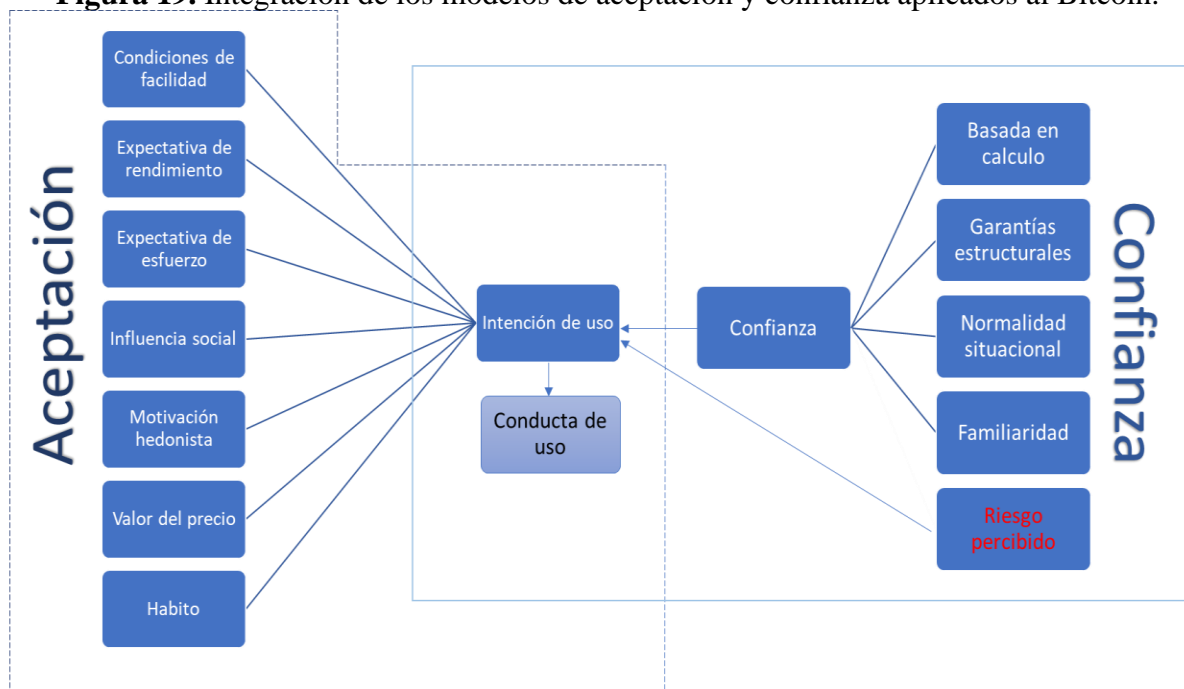 Figura 19. Integración de los modelos de aceptación y confianza aplicados al Bitcoin.
Aceptación
Condiciones de
facilidad
Expectativa de
rendimiento
Expectativa de
esfuerzo
Influencia social
Motivación
hedonista
Valor del precio
Habito
Intención de uso
Conducta de
uso
Confianza
Basada en
calculo
Garantías
estructurales
Normalidad
situacional
Familiaridad
Riesgo
percibido
Confianza